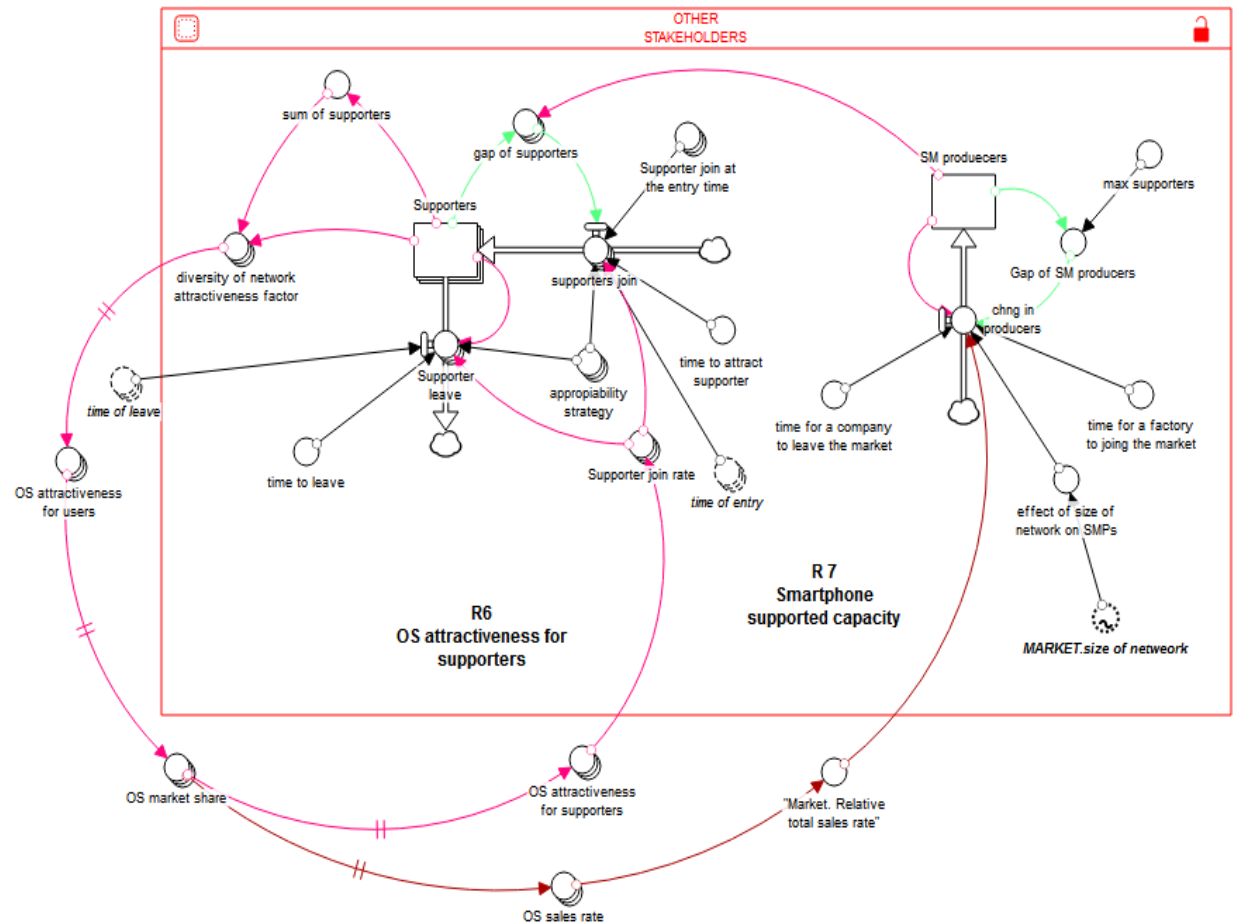 OTHER
STAKEHOLDERS
sum of supporters
gap of supporters
Supporter join at
the entry time
SM produecers
max supporters
Supporters
diversity of network
attractiveness factor
supporters join
Gap of SM producers
chng in
producers
time to attract
supporter
Supporter
leave
appropiability
strategy
time of leave
time for a company
to leave the market
time for a factory
to joing the market
time to leave
Supporter join rate
time of entry
OS attractiveness
for users
effect of size of
network on SMPs
R 7
Smartphone
supported capacity
R6
OS attractiveness for
supporters
MARKET.size of netweork
OS market share
OS attractiveness
for supporters
"Market. Relative
total sales rate"
OS sales rate